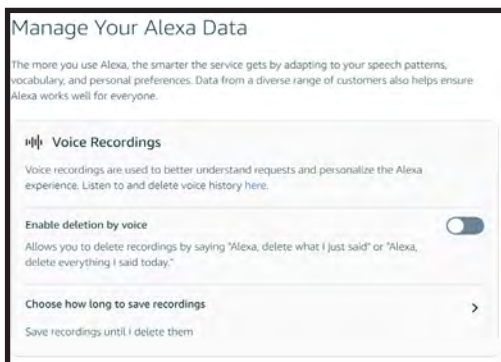 Manage Your Alexa Data
The more you use Alexa, the smarter the service gets by adapting to your speech patterns,
vocabulary, and personal preferences. Data from a diverse range of customers also helps ensure
Alexa works well for everyone.
Voice Recordings
Voice recordings are used to better understand requests and personalize the Alexa
experience. Listen to and delete voice history here.
Enable deletion by voice
Allows you to delete recordings by saying "Alexa, delete what I just said" or "Alexa,
delete everything I said today."
Choose how long to save recordings
Save recordings until I delete them